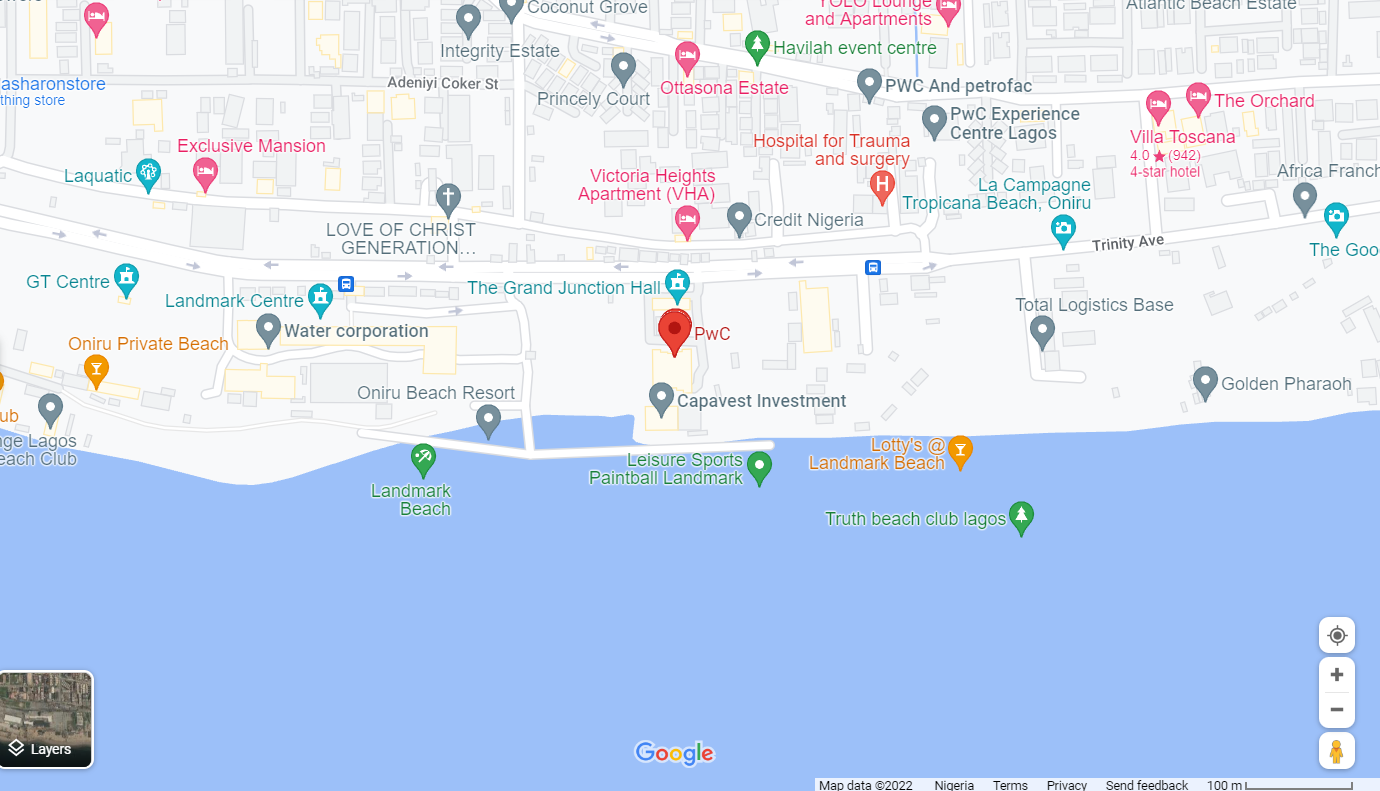 Coconut Grove
YOLO Lounge
and Apartments
Atlantic Beach Estate
Integrity Estate
Havilah event centre
Adeniyi Coker St
asharonstore
thing store
Princely Court
Ottasona Estate
PWC And petrofac
PwC Experience
Centre Lagos
The Orchard
Villa Toscana
4.0 ★ (942)
4-star hotel
Exclusive Mansion
Hospital for Trauma
and surgery
Laquatic
Victoria Heights
Apartment (VHA)
Africa Franch
La Campagne
Tropicana Beach, Oniru
LOVE OF CHRIST
GENERATION...
Credit Nigeria
Trinity Ave
The Goo
GT Centre
Landmark Centre
The Grand Junction Hall
Total Logistics Base
Water corporation
PwC
Oniru Private Beach
Oniru Beach Resort
Capavest Investment
Golden Pharaoh
ub
nge Lagos
each Club
Landmark
Beach
Leisure Sports
Paintball Landmark
Lotty's @
Landmark Beach
Truth beach club lagos
Layers
Google
Map data ©2022 Nigeria Terms Privacy Send feedback 100 m